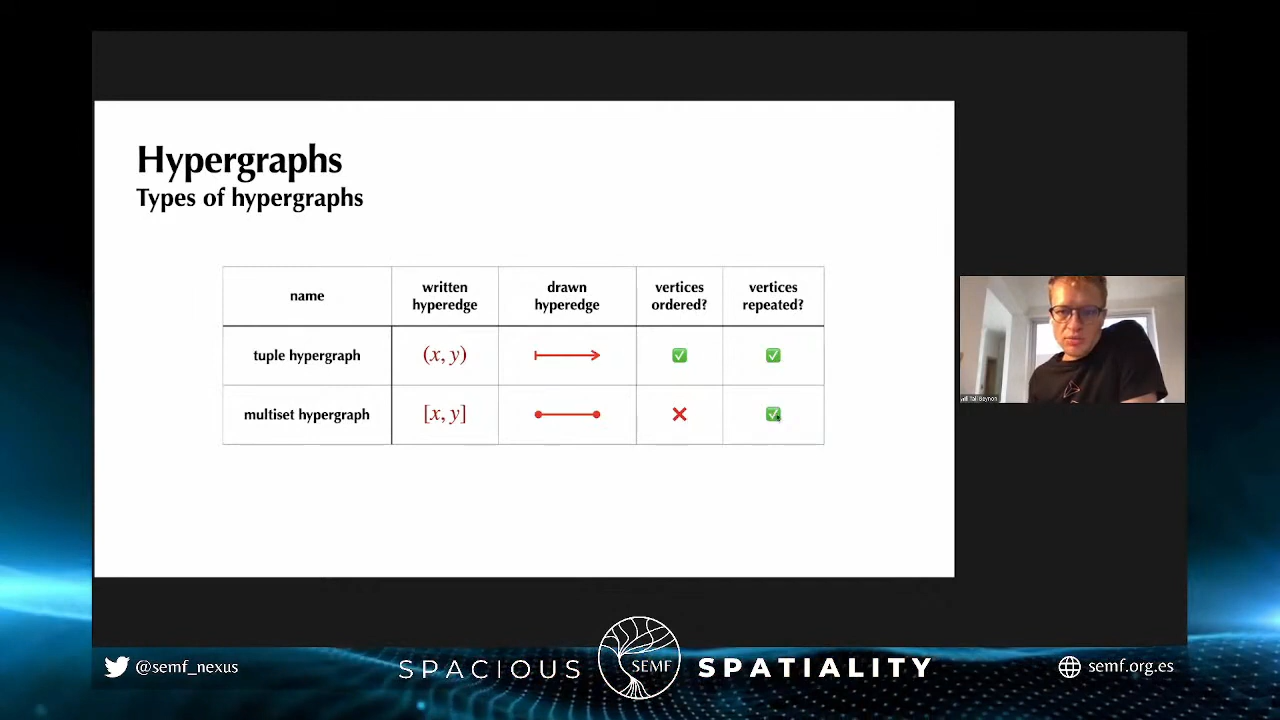 Hypergraphs
Types of hypergraphs
name
written
hyperedge
drawn
hyperedge
vertices
ordered?
vertices
repeated?
tuple hypergraph
(x, y)
multiset hypergraph
[x, y]
@semf_nexus
SPACIOUS
SEMF
SPATIALITY
semf.org.es